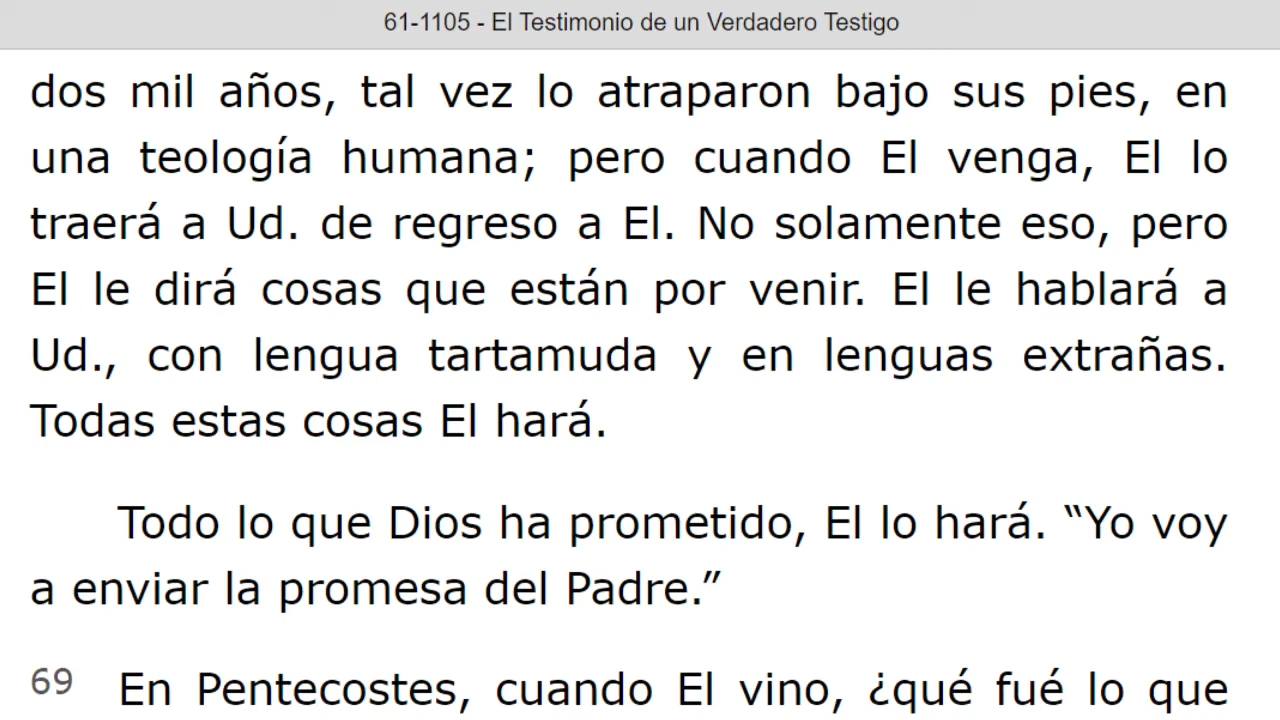 61-1105 - El Testimonio de un Verdadero Testigo
dos mil años, tal vez lo atraparon bajo sus pies, en
una teología humana; pero cuando El venga, El lo
traerá a Ud. de regreso a El. No solamente eso, pero
El le dirá cosas que están por venir. El le hablará a
Ud., con lengua tartamuda y en lenguas extrañas.
Todas estas cosas El hará.
Todo lo que Dios ha prometido, El lo hará. “Yo voy
a enviar la promesa del Padre.”
69 En Pentecostes, cuando El vino, ¿qué fué lo que